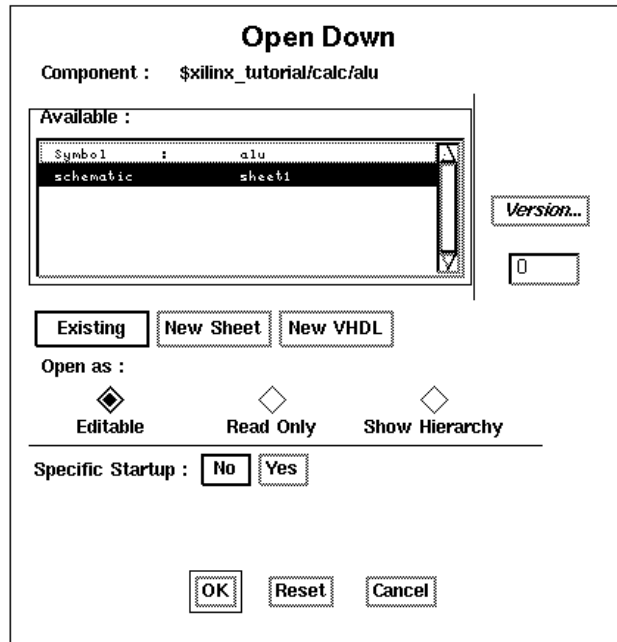 Open Down
Component : $xilinx_tutorial/calc/alu
Available :
Symbol : alu
schematic sheet1
Version...
0
Existing New Sheet New VHDL
Open as :
Editable Read Only Show Hierarchy
Specific Startup : No Yes
OK Reset Cancel